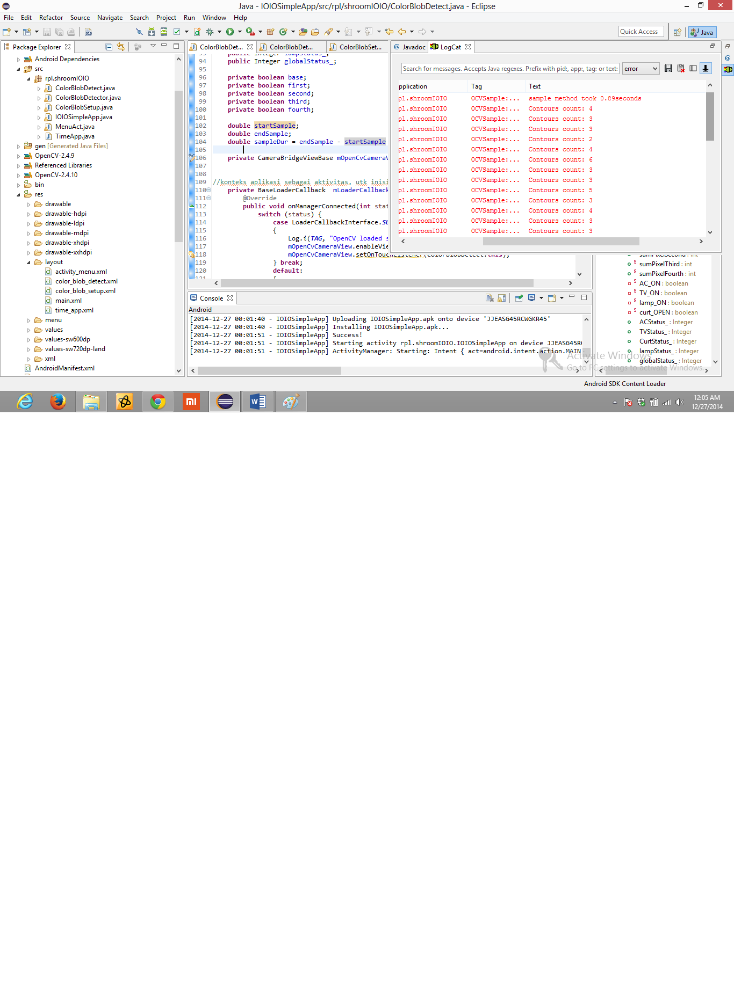 Java - IOIOSimpleApp/src/rpl/shroomIOIO/ColorBlobDetect.java - Eclipse
File Edit Refactor Source Navigate Search Project Run Window Help
Quick Access
Java
Package Explorer
Android Dependencies
src
rpl.shroomIOIO
ColorBlobDetect.java
ColorBlobDetector.java
ColorBlobSetup.java
IOIOSimpleApp.java
MenuAct.java
TimeApp.java
gen [Generated Java Files]
OpenCV-2.4.9
Referenced Libraries
OpenCV-2.4.10
bin
res
drawable
drawable-hdpi
drawable-ldpi
drawable-mdpi
drawable-xhdpi
drawable-xxhdpi
layout
activity_menu.xml
color_blob_detect.xml
color_blob_setup.xml
main.xml
time_app.xml
menu
values
values-sw600dp
values-sw720dp-land
xml
AndroidManifest.xml
ColorBlobDet... ColorBlobDet... ColorBlobSet...
94 public Integer globalStatus_;
95
96 private boolean base;
97 private boolean first;
98 private boolean second;
99 private boolean third;
100 private boolean fourth;
101
102 double startSample;
103 double endSample;
104 double sampleDur = endSample - startSample
105
106 private CameraBridgeViewBase mOpenCvCameraV
107
108
109 //konteks aplikasi sebagai aktivitas, utk inisi
110 private BaseLoaderCallback mLoaderCallback
111 @Override
112 public void onManagerConnected(int stat
113 switch (status) {
114 case LoaderCallbackInterface.SU
115 {
116 Log.i(TAG, "OpenCV loaded s
117 mOpenCvCameraView.enableVie
118 mOpenCvCameraView.setOnTouchListener(ColorBlobDetect.this);
119 } break;
120 default:
Javadoc LogCat
Search for messages. Accepts Java regexes. Prefix with pid:, app:, tag: or text:
error
pplication Tag Text
pl.shroomIOIO OCVSample:... sample method took 0.89seconds
pl.shroomIOIO OCVSample:... Contours count: 4
pl.shroomIOIO OCVSample:... Contours count: 3
pl.shroomIOIO OCVSample:... Contours count: 3
pl.shroomIOIO OCVSample:... Contours count: 2
pl.shroomIOIO OCVSample:... Contours count: 4
pl.shroomIOIO OCVSample:... Contours count: 6
pl.shroomIOIO OCVSample:... Contours count: 3
pl.shroomIOIO OCVSample:... Contours count: 3
pl.shroomIOIO OCVSample:... Contours count: 5
pl.shroomIOIO OCVSample:... Contours count: 3
pl.shroomIOIO OCVSample:... Contours count: 4
pl.shroomIOIO OCVSample:... Contours count: 3
pl.shroomIOIO OCVSample:... Contours count: 3
sumPixelThird : int
sumPixelFourth : int
AC_ON : boolean
TV_ON : boolean
lamp_ON : boolean
curt_OPEN : boolean
ACStatus_ : Integer
TVStatus_ : Integer
CurtStatus_ : Integer
lampStatus_ : Integer
globalStatus_ : Integer
Console
Android
[2014-12-27 00:01:40 - IOIOSimpleApp] Uploading IOIOSimpleApp.apk onto device 'JJEASG45RCWGKR45'
[2014-12-27 00:01:40 - IOIOSimpleApp] Installing IOIOSimpleApp.apk...
[2014-12-27 00:01:51 - IOIOSimpleApp] Success!
[2014-12-27 00:01:51 - IOIOSimpleApp] Starting activity rpl.shroomIOIO.IOIOSimpleApp on device JJEASG45R
[2014-12-27 00:01:51 - IOIOSimpleApp] ActivityManager: Starting: Intent { act=android.intent.action.MAIN
Activate Windows
Go to PC settings to activate Windows.
Android SDK Content Loader
12:05 AM
12/27/2014